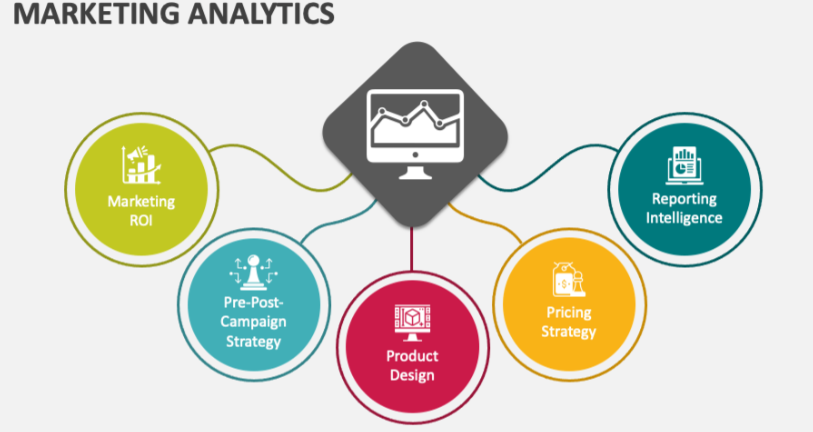 MARKETING ANALYTICS
Marketing
ROI
Pre-Post-
Campaign
Strategy
Product
Design
Pricing
Strategy
Reporting
Intelligence